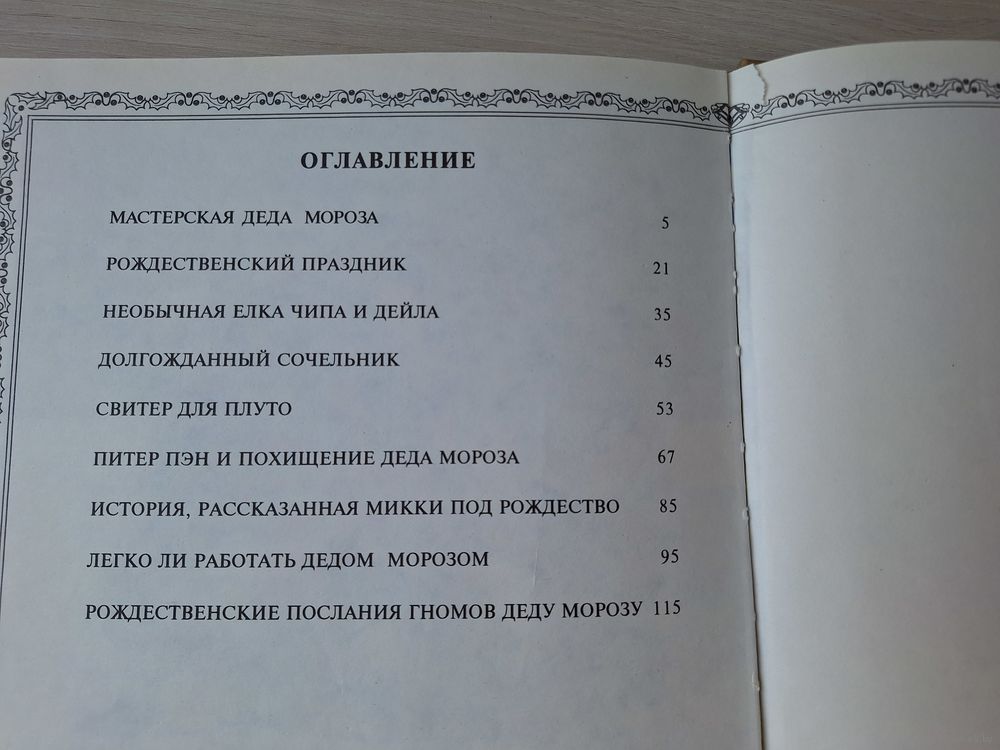 ОГЛАВЛЕНИЕ
МАСТЕРСКАЯ ДЕДА МОРОЗА 5
РОЖДЕСТВЕНСКИЙ ПРАЗДНИК 21
НЕОБЫЧНАЯ ЕЛКА ЧИПА И ДЕЙЛА 35
ДОЛГОЖДАННЫЙ СОЧЕЛЬНИК 45
СВИТЕР ДЛЯ ПЛУТО 53
ПИТЕР ПЭН И ПОХИЩЕНИЕ ДЕДА МОРОЗА 67
ИСТОРИЯ, РАССКАЗАННАЯ МИККИ ПОД РОЖДЕСТВО 85
ЛЕГКО ЛИ РАБОТАТЬ ДЕДОМ МОРОЗОМ 95
РОЖДЕСТВЕНСКИЕ ПОСЛАНИЯ ГНОМОВ ДЕДУ МОРОЗУ 115